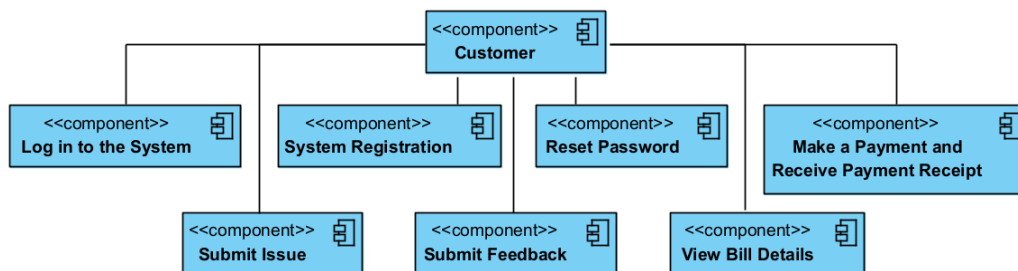 <<component>>
Customer
<<component>>
Log in to the System
<<component>>
System Registration
<<component>>
Reset Password
<<component>>
Make a Payment and
Receive Payment Receipt
<<component>>
Submit Issue
<<component>>
Submit Feedback
<<component>>
View Bill Details